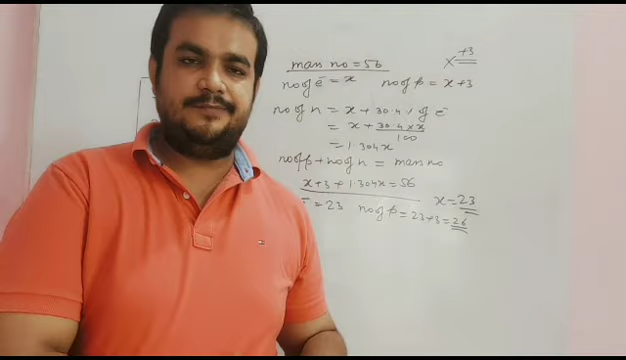 mass no = 56
x +3
no of e⁻ = x no of p = x+3
no of n = x + 30.4 % of e⁻
= x + 30.4 × x / 100
= 1.304x
no of p + no of n = mass no
x+3 + 1.304x = 56
x = 23
= 23 no of p = 23+3 = 26